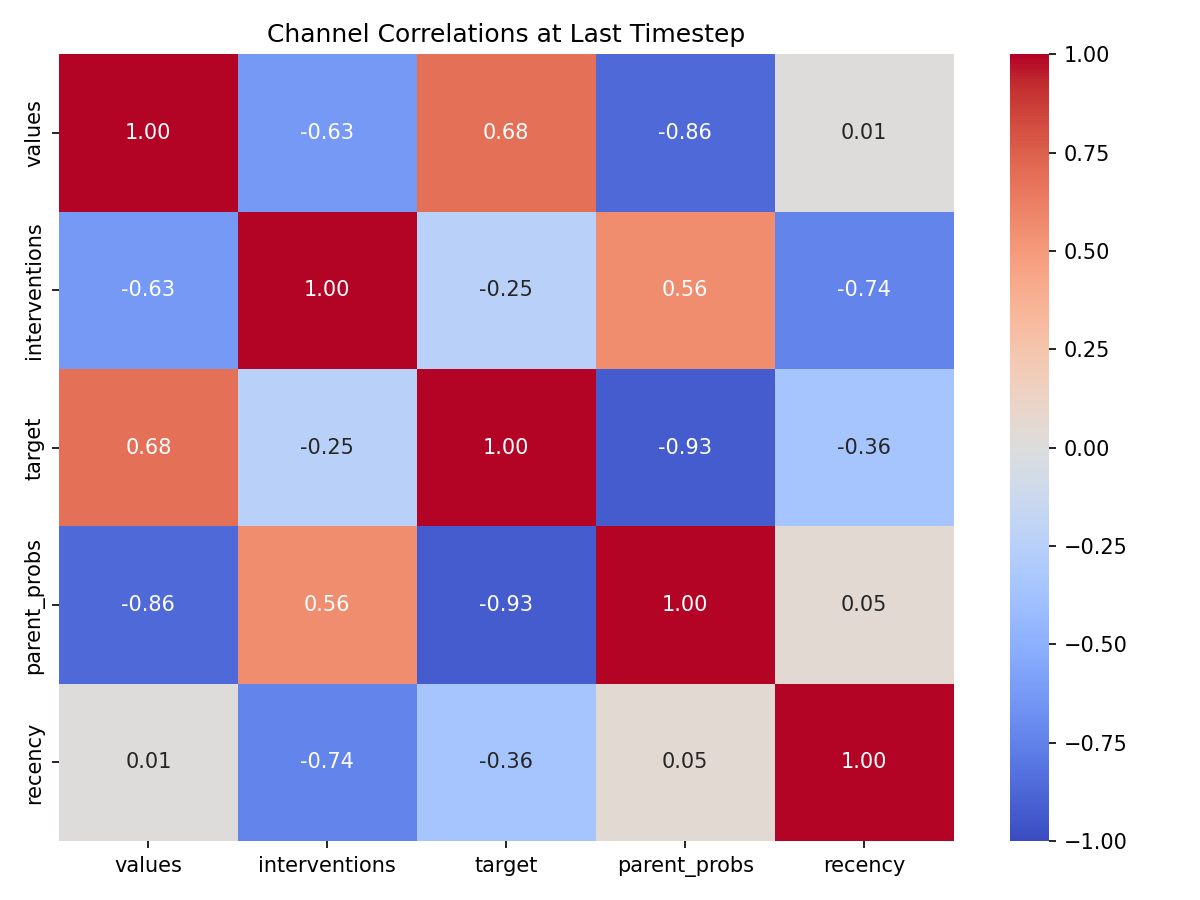 Channel Correlations at Last Timestep
values 1.00 -0.63 0.68 -0.86 0.01
interventions -0.63 1.00 -0.25 0.56 -0.74
target 0.68 -0.25 1.00 -0.93 -0.36
parent_probs -0.86 0.56 -0.93 1.00 0.05
recency 0.01 -0.74 -0.36 0.05 1.00
values interventions target parent_probs recency
1.00
0.75
0.50
0.25
0.00
−0.25
−0.50
−0.75
−1.00